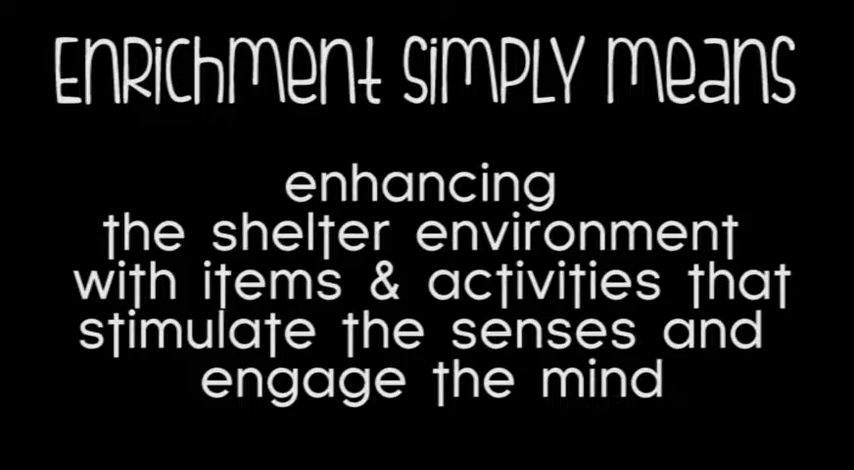 Enrichment Simply Means
enhancing
the shelter environment
with items & activities that
stimulate the senses and
engage the mind